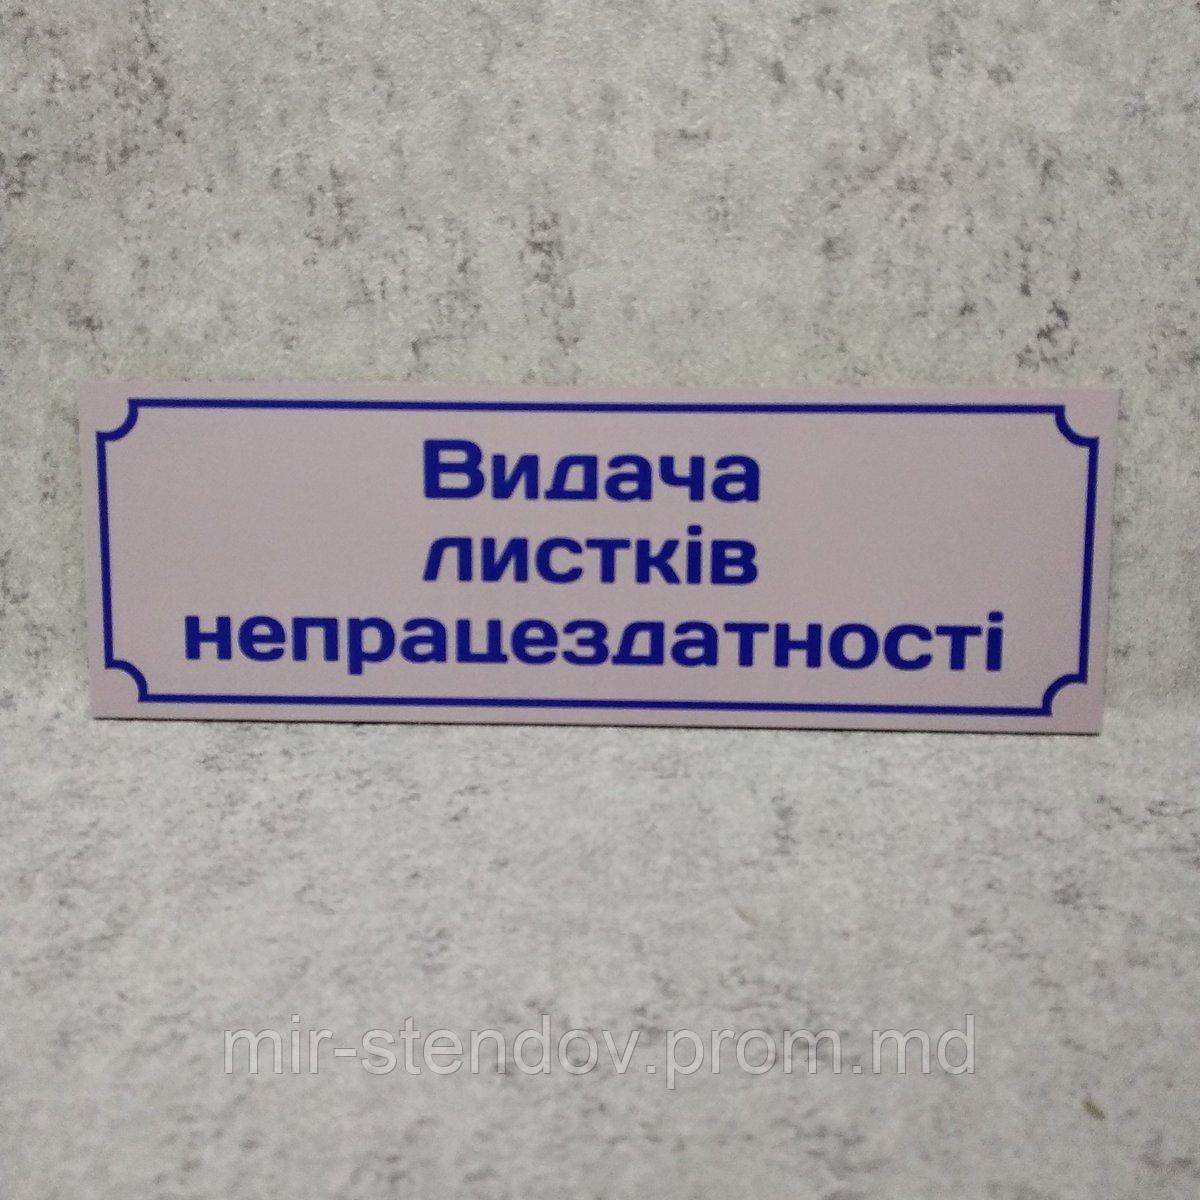 Видача
листків
непрацездатності
mir-stendov.prom.md